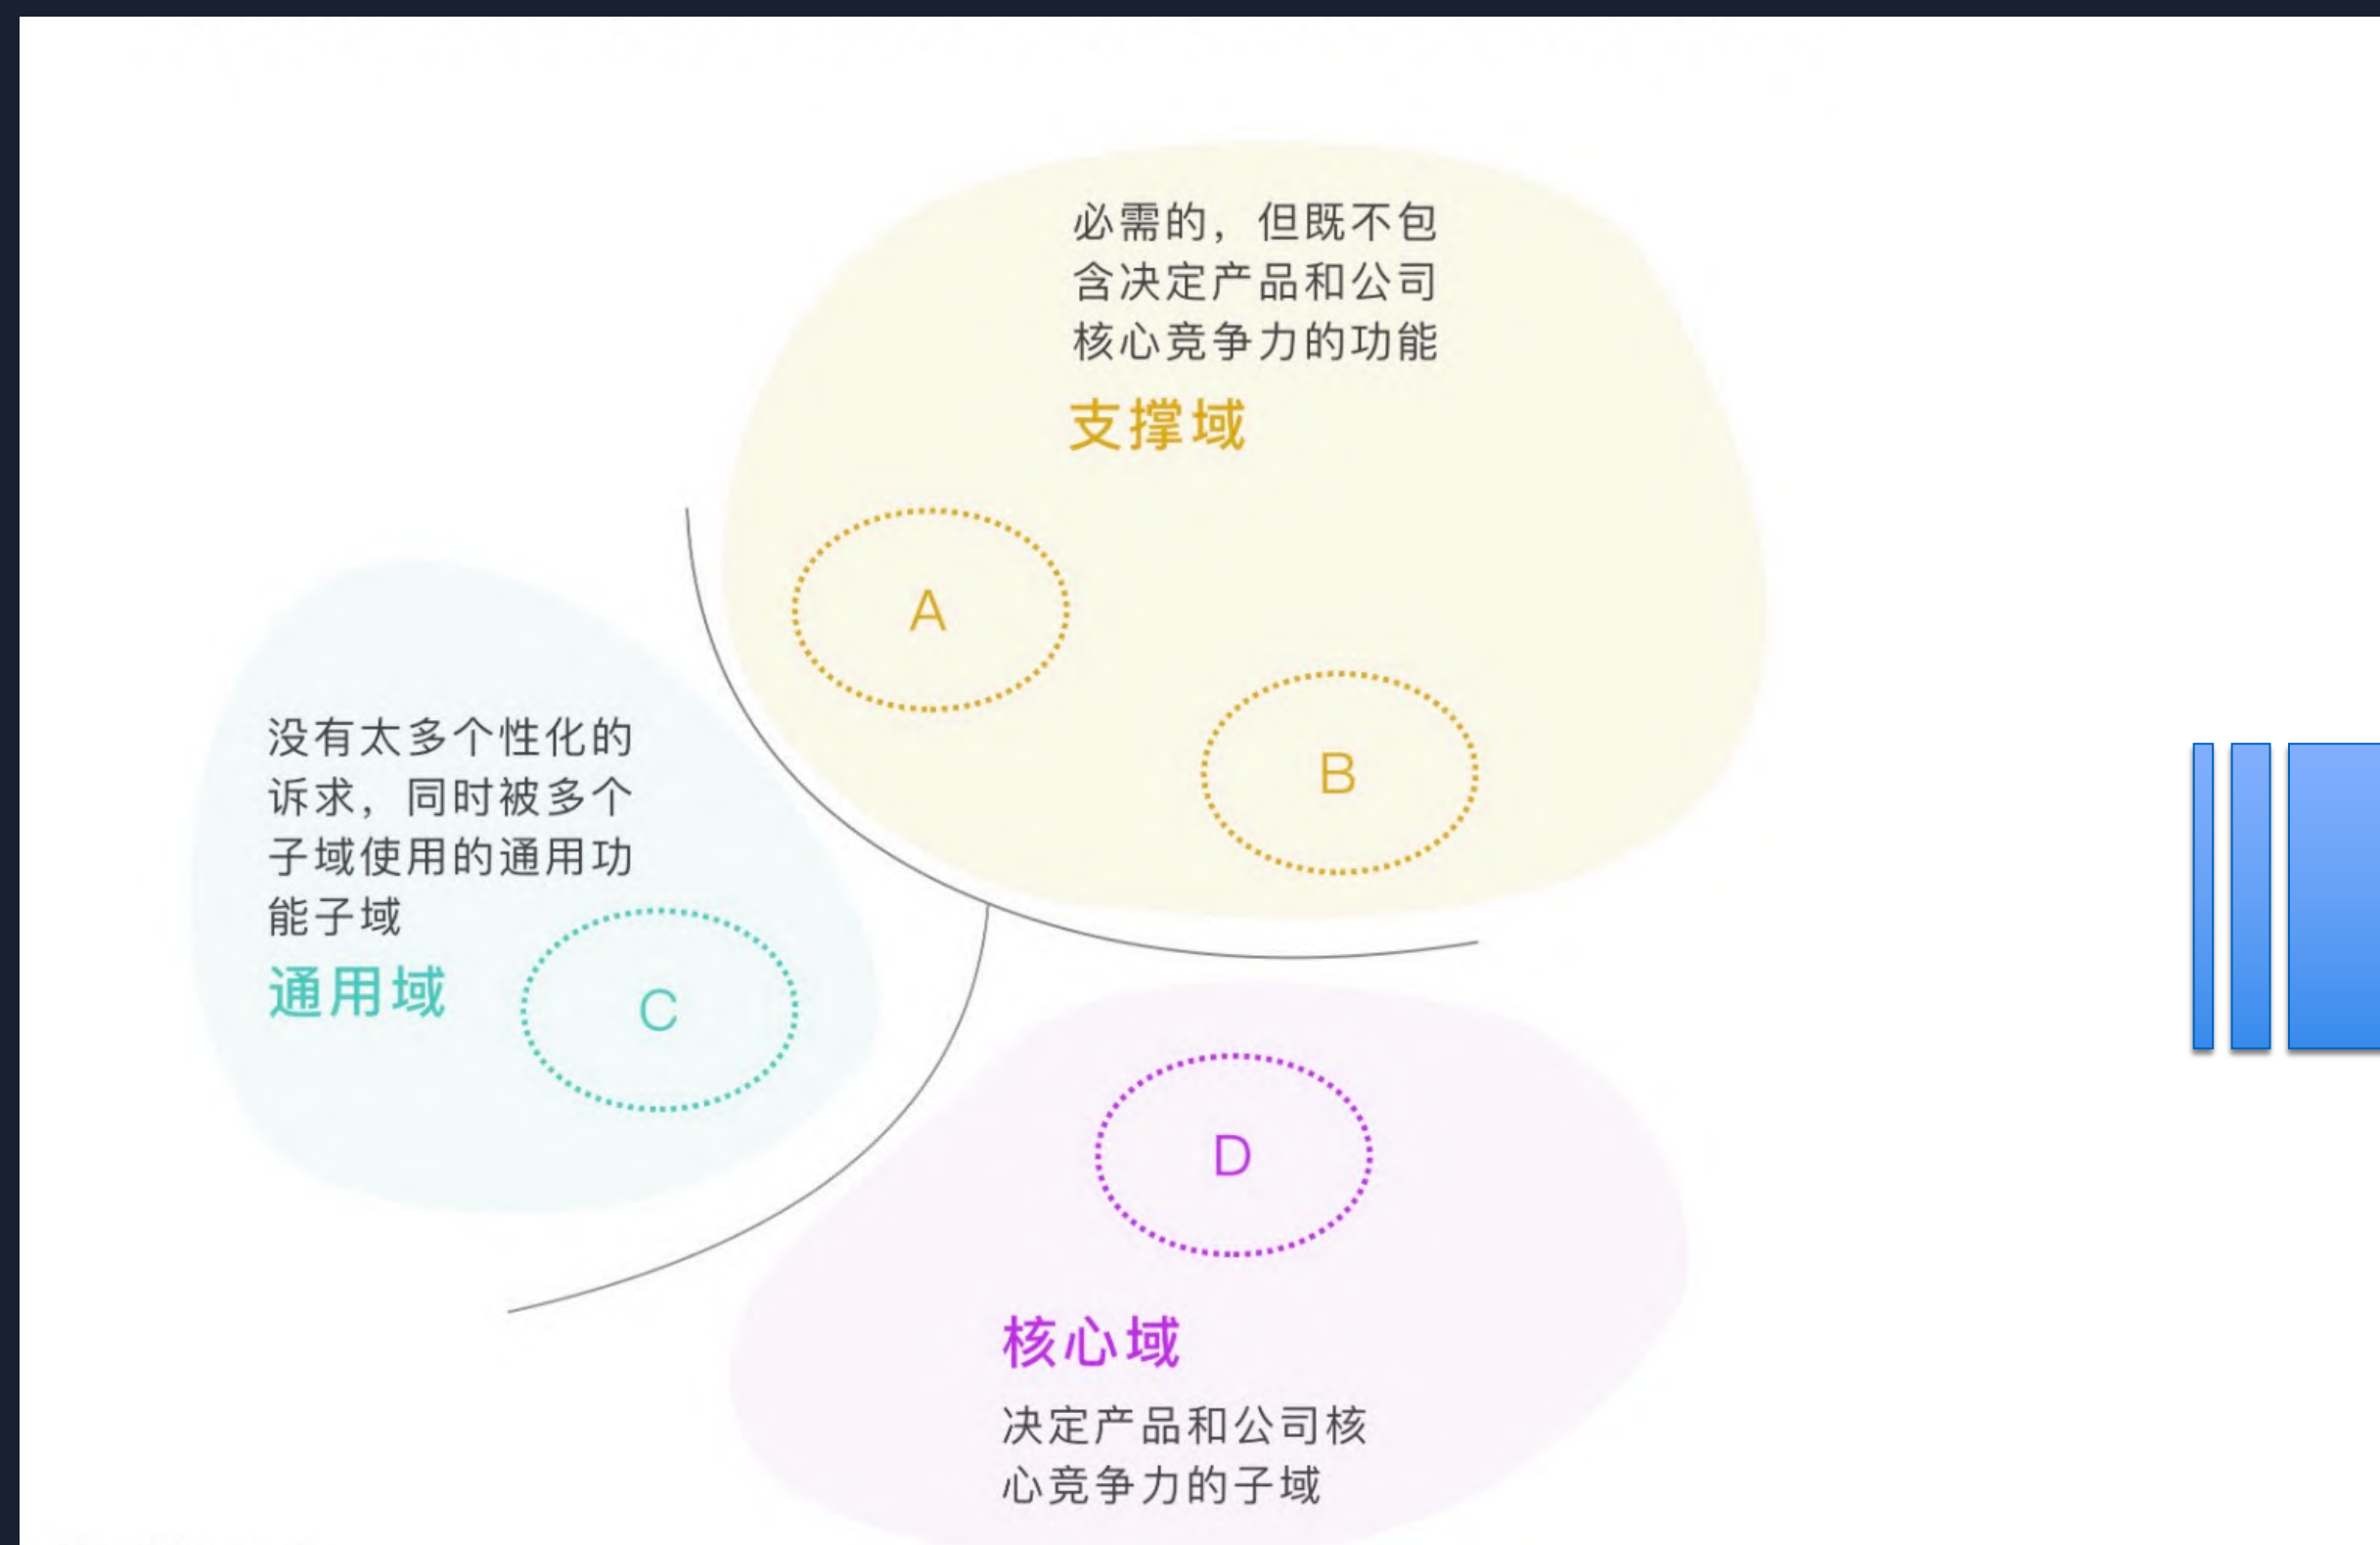 必需的，但既不包
含决定产品和公司
核心竞争力的功能
支撑域
A
B
没有太多个性化的
诉求，同时被多个
子域使用的通用功
能子域
通用域
C
D
核心域
决定产品和公司核
心竞争力的子域